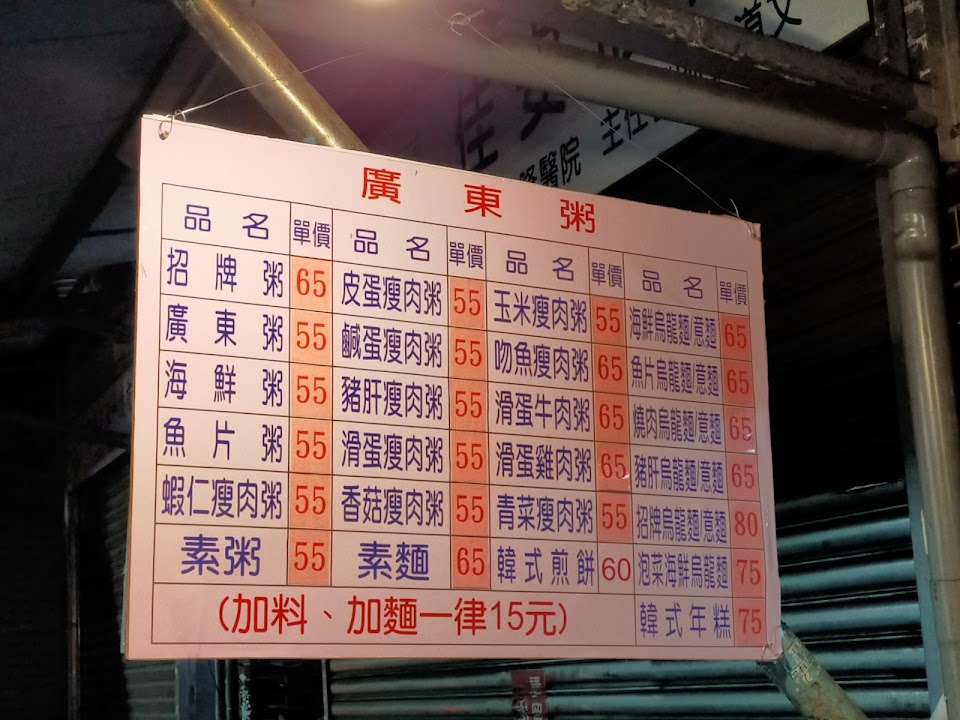 佳安
醫院 主任
廣東粥
品名 單價 品名 單價 品名 單價 品名 單價
招牌粥 65 皮蛋瘦肉粥 55 玉米瘦肉粥 55 海鮮烏龍麵/意麵 65
廣東粥 55 鹹蛋瘦肉粥 55 吻魚瘦肉粥 65 魚片烏龍麵/意麵 65
海鮮粥 55 豬肝瘦肉粥 55 滑蛋牛肉粥 65 燒肉烏龍麵/意麵 65
魚片粥 55 滑蛋瘦肉粥 55 滑蛋雞肉粥 65 豬肝烏龍麵/意麵 65
蝦仁瘦肉粥 55 香菇瘦肉粥 55 青菜瘦肉粥 55 招牌烏龍麵/意麵 80
素粥 55 素麵 65 韓式煎餅 60 泡菜海鮮烏龍麵 75
(加料、加麵一律15元) 韓式年糕 75